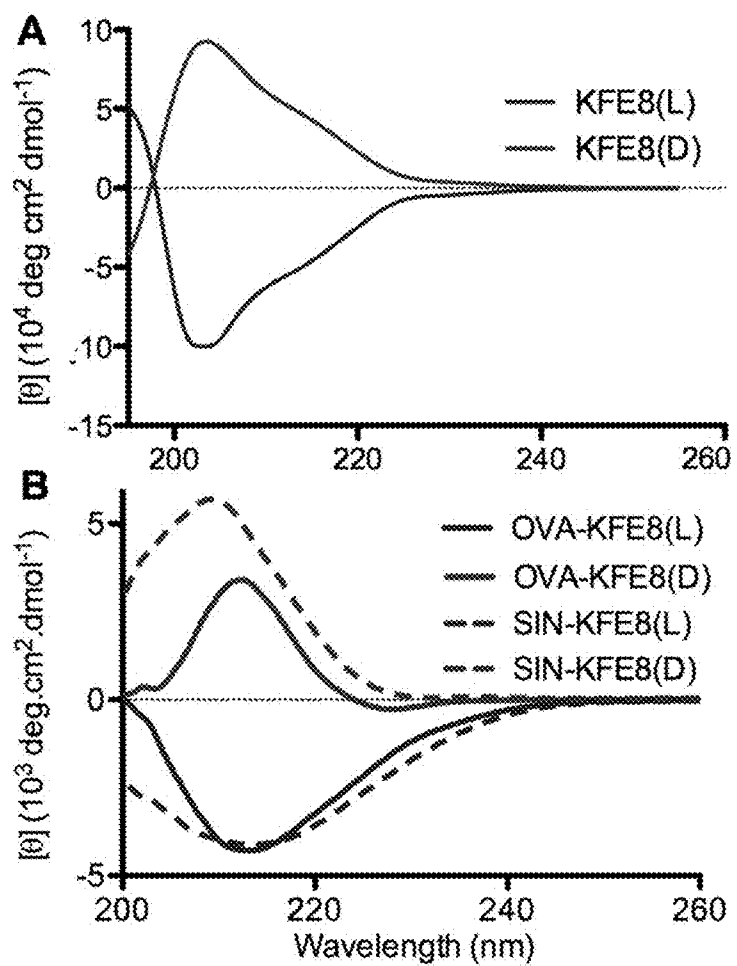 A
[θ] (10⁴ deg cm² dmol⁻¹)
10
5
0
-5
-10
-15
KFE8(L)
KFE8(D)
200 220 240 260
B
[θ] (10³ deg.cm².dmol⁻¹)
5
0
-5
OVA-KFE8(L)
OVA-KFE8(D)
SIN-KFE8(L)
SIN-KFE8(D)
200 220 240 260
Wavelength (nm)